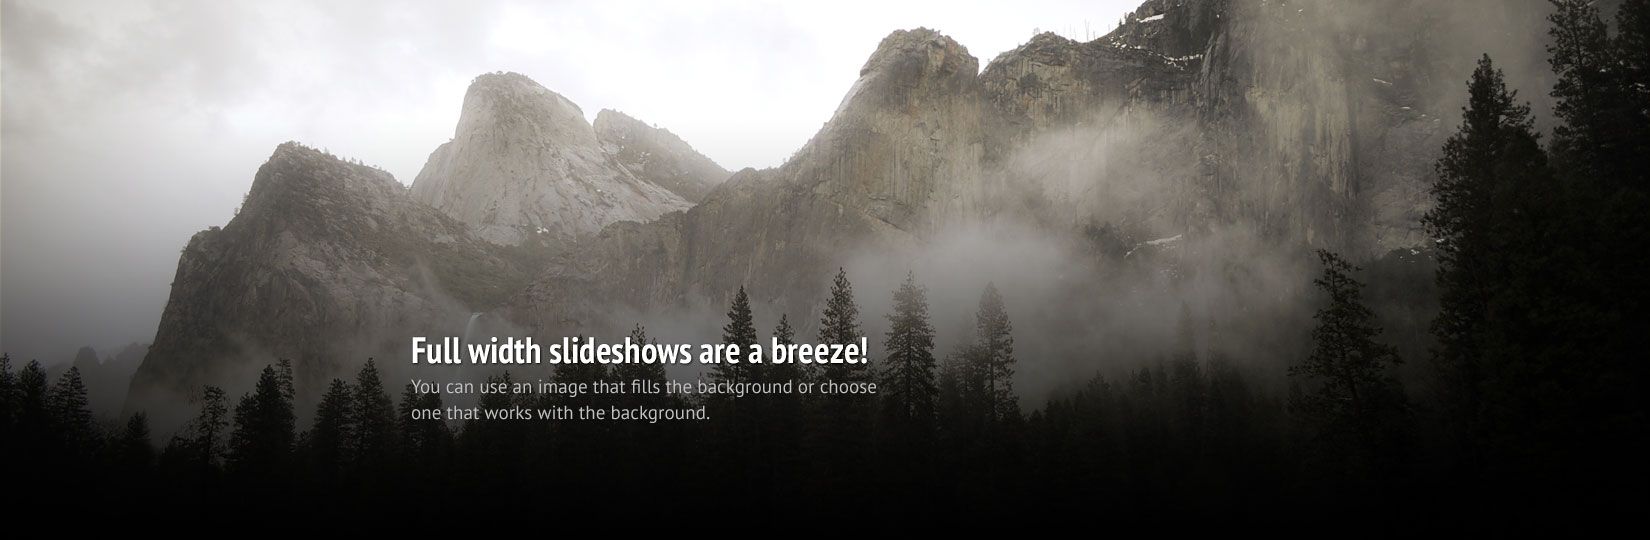 Full width slideshows are a breeze!
You can use an image that fills the background or choose
one that works with the background.